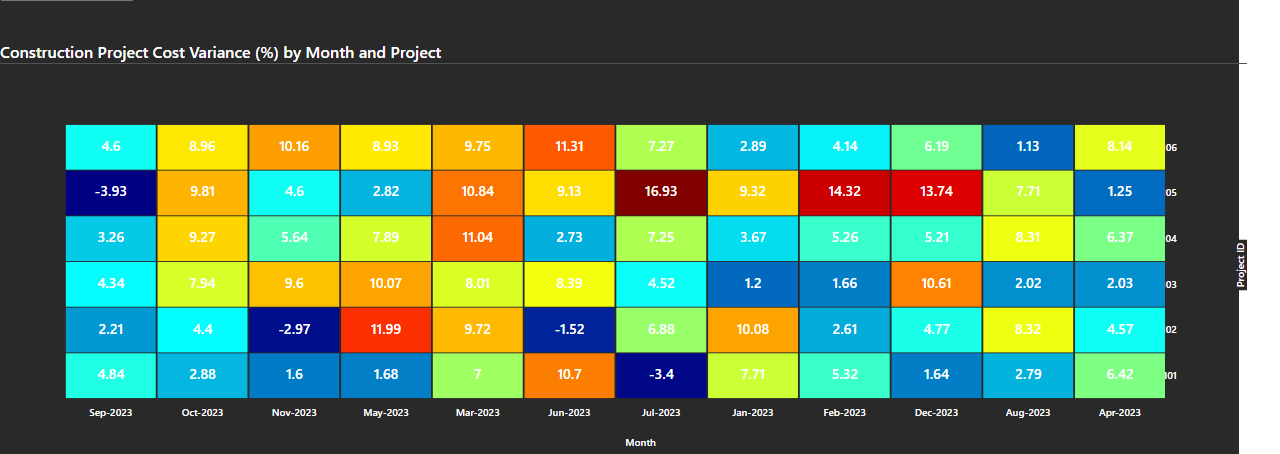 Construction Project Cost Variance (%) by Month and Project
4.6 8.96 10.16 8.93 9.75 11.31 7.27 2.89 4.14 6.19 1.13 8.14 06
-3.93 9.81 4.6 2.82 10.84 9.13 16.93 9.32 14.32 13.74 7.71 1.25 05
3.26 9.27 5.64 7.89 11.04 2.73 7.25 3.67 5.26 5.21 8.31 6.37 04
4.34 7.94 9.6 10.07 8.01 8.39 4.52 1.2 1.66 10.61 2.02 2.03 03
2.21 4.4 -2.97 11.99 9.72 -1.52 6.88 10.08 2.61 4.77 8.32 4.57 02
4.84 2.88 1.6 1.68 7 10.7 -3.4 7.71 5.32 1.64 2.79 6.42 01
Sep-2023 Oct-2023 Nov-2023 May-2023 Mar-2023 Jun-2023 Jul-2023 Jan-2023 Feb-2023 Dec-2023 Aug-2023 Apr-2023
Month
Project ID